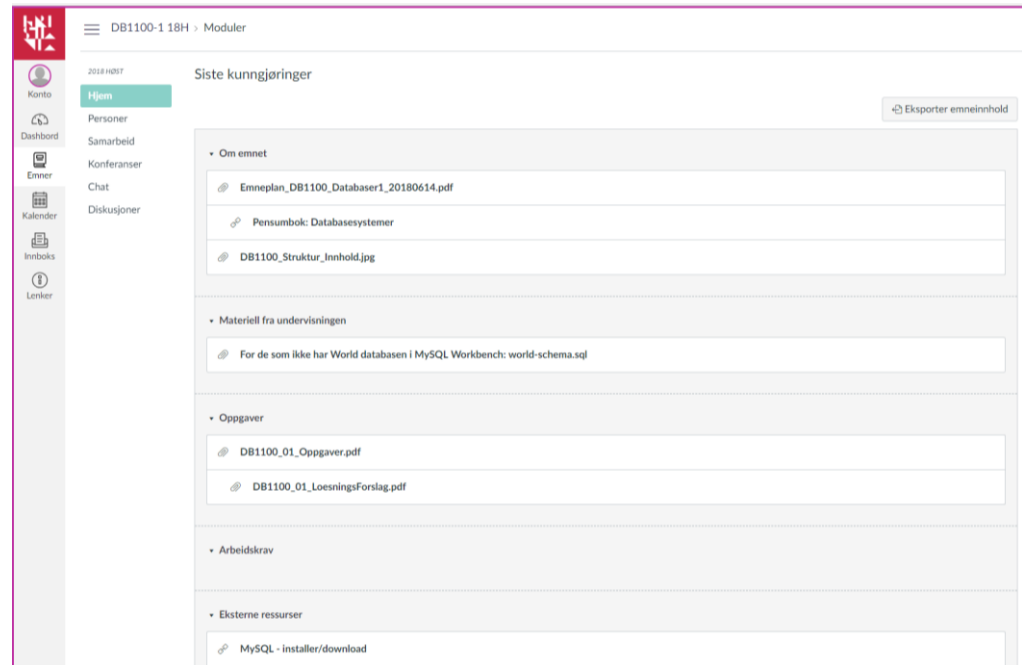 DB1100-1 18H > Moduler
Konto
Dashbord
Emner
Kalender
Innboks
Lenker
2018 HØST
Hjem
Personer
Samarbeid
Konferanser
Chat
Diskusjoner
Siste kunngjøringer
Eksporter emneinnhold
Om emnet
Emneplan_DB1100_Databaser1_20180614.pdf
Pensumbok: Databasesystemer
DB1100_Struktur_Innhold.jpg
Materiell fra undervisningen
For de som ikke har World databasen i MySQL Workbench: world-schema.sql
Oppgaver
DB1100_01_Oppgaver.pdf
DB1100_01_LoesningsForslag.pdf
Arbeidskrav
Eksterne ressurser
MySQL - installer/download